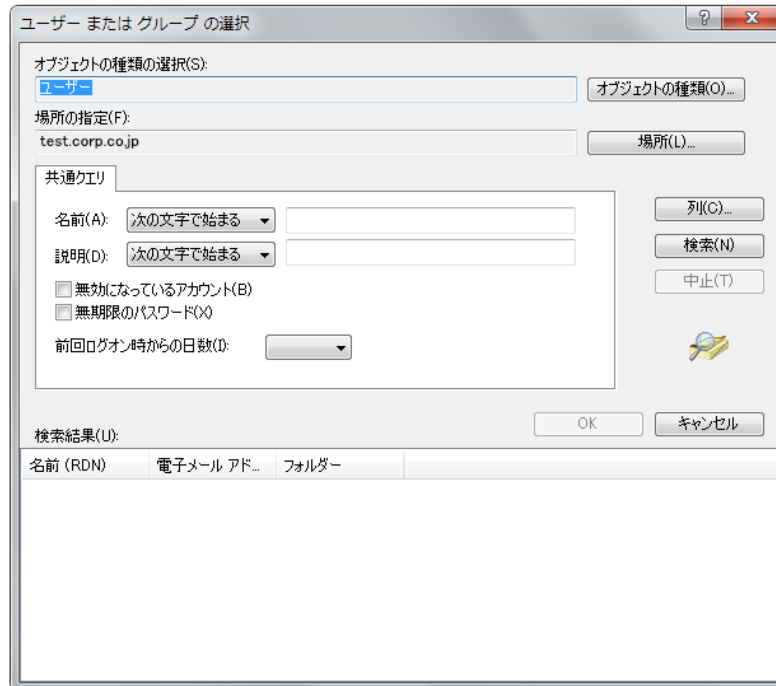 ユーザー または グループ の選択
オブジェクトの種類の選択(S):
ユーザー
オブジェクトの種類(O)...
場所の指定(F):
test.corp.co.jp
場所(L)...
共通クエリ
名前(A): 次の文字で始まる
説明(D): 次の文字で始まる
無効になっているアカウント(B)
無期限のパスワード(X)
前回ログオン時からの日数(I):
列(C)...
検索(N)
中止(T)
OK
キャンセル
検索結果(U):
名前 (RDN) 電子メール アド... フォルダー